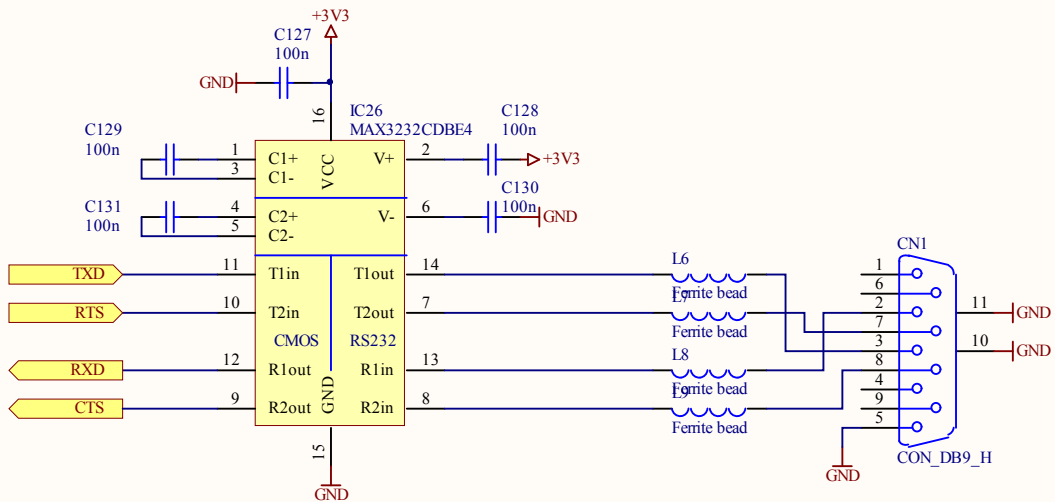 +3V3
C127
100n
GND
16
IC26
MAX3232CDBE4
C129
100n
C128
100n
1
C1+
V+
2
+3V3
3
C1-
VCC
C130
100n
C131
100n
4
C2+
V-
6
GND
5
C2-
CN1
TXD
11
T1in
T1out
14
L6
Ferrite bead
1
6
RTS
10
T2in
T2out
7
L7
Ferrite bead
2
11
GND
7
CMOS
RS232
3
10
GND
RXD
12
R1out
R1in
13
L8
Ferrite bead
8
4
CTS
9
R2out
GND
R2in
8
L9
Ferrite bead
9
5
15
GND
GND
CON_DB9_H